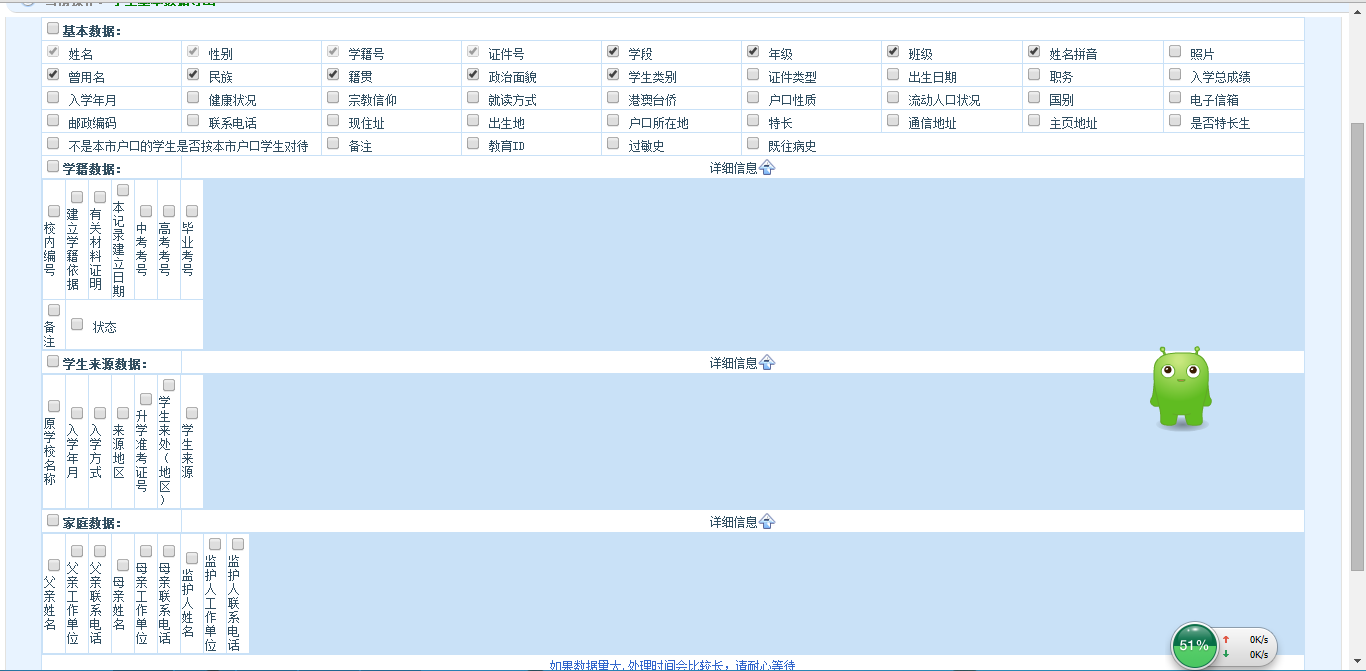 基本数据：
姓名 性别 学籍号 证件号 学段 年级 班级 姓名拼音 照片
曾用名 民族 籍贯 政治面貌 学生类别 证件类型 出生日期 职务 入学总成绩
入学年月 健康状况 宗教信仰 就读方式 港澳台侨 户口性质 流动人口状况 国别 电子信箱
邮政编码 联系电话 现住址 出生地 户口所在地 特长 通信地址 主页地址 是否特长生
不是本市户口的学生是否按本市户口学生对待 备注 教育ID 过敏史 既往病史
学籍数据： 详细信息
校内编号 建立学籍依据 有关材料证明 本记录建立日期 中考考号 高考考号 毕业考号
备注 状态
学生来源数据： 详细信息
原学校名称 入学年月 入学方式 来源地区 升学准考证号 学生来处（地区） 学生来源
家庭数据： 详细信息
父亲姓名 父亲工作单位 父亲联系电话 母亲姓名 母亲工作单位 母亲联系电话 监护人姓名 监护人工作单位 监护人联系电话
51% 0K/s
0K/s
如果数据量大,处理时间会比较长，请耐心等待